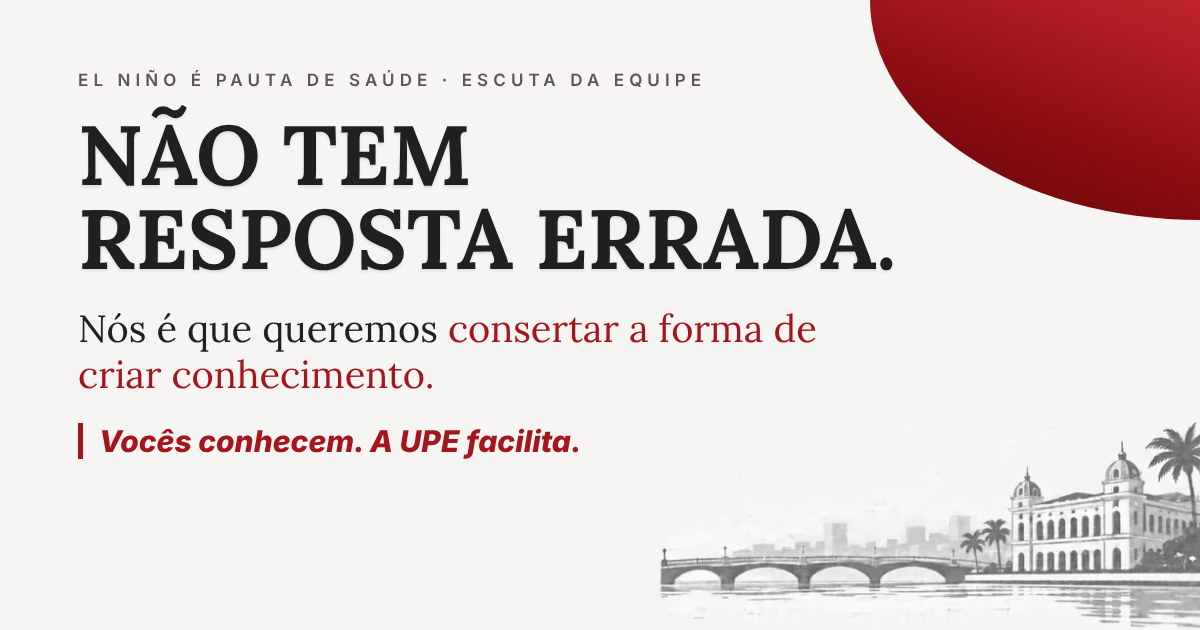 EL NIÑO É PAUTA DE SAÚDE · ESCUTA DA EQUIPE
NÃO TEM
RESPOSTA ERRADA.
Nós é que queremos consertar a forma de
criar conhecimento.
Vocês conhecem. A UPE facilita.